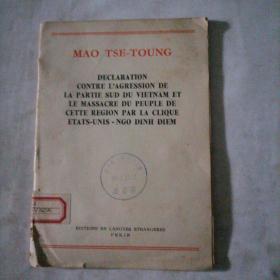 MAO TSE-TOUNG
DECLARATION
CONTRE L'AGRESSION DE
LA PARTIE SUD DU VIETNAM ET
LE MASSACRE DU PEUPLE DE
CETTE REGION PAR LA CLIQUE
ETATS-UNIS - NGO DINH DIEM
EDITIONS EN LANGUES ETRANGERES
PEKIN